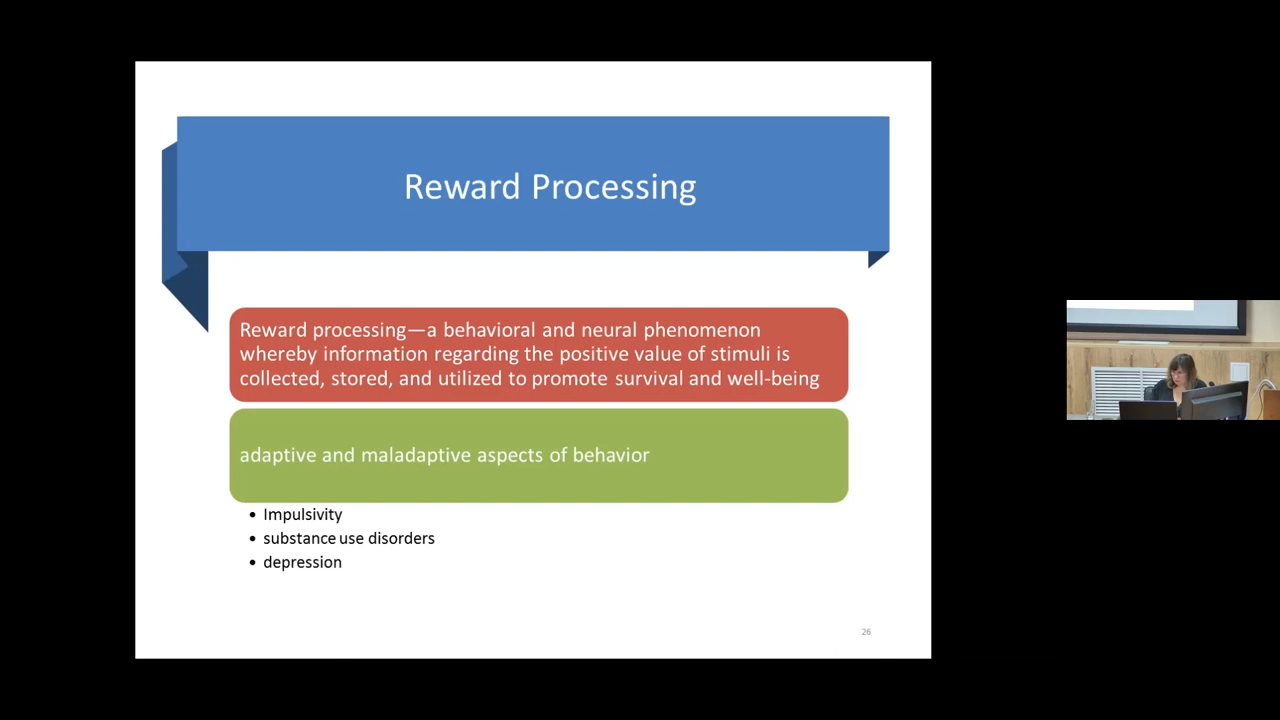 Reward Processing
Reward processing—a behavioral and neural phenomenon
whereby information regarding the positive value of stimuli is
collected, stored, and utilized to promote survival and well-being
adaptive and maladaptive aspects of behavior
• Impulsivity
• substance use disorders
• depression
26